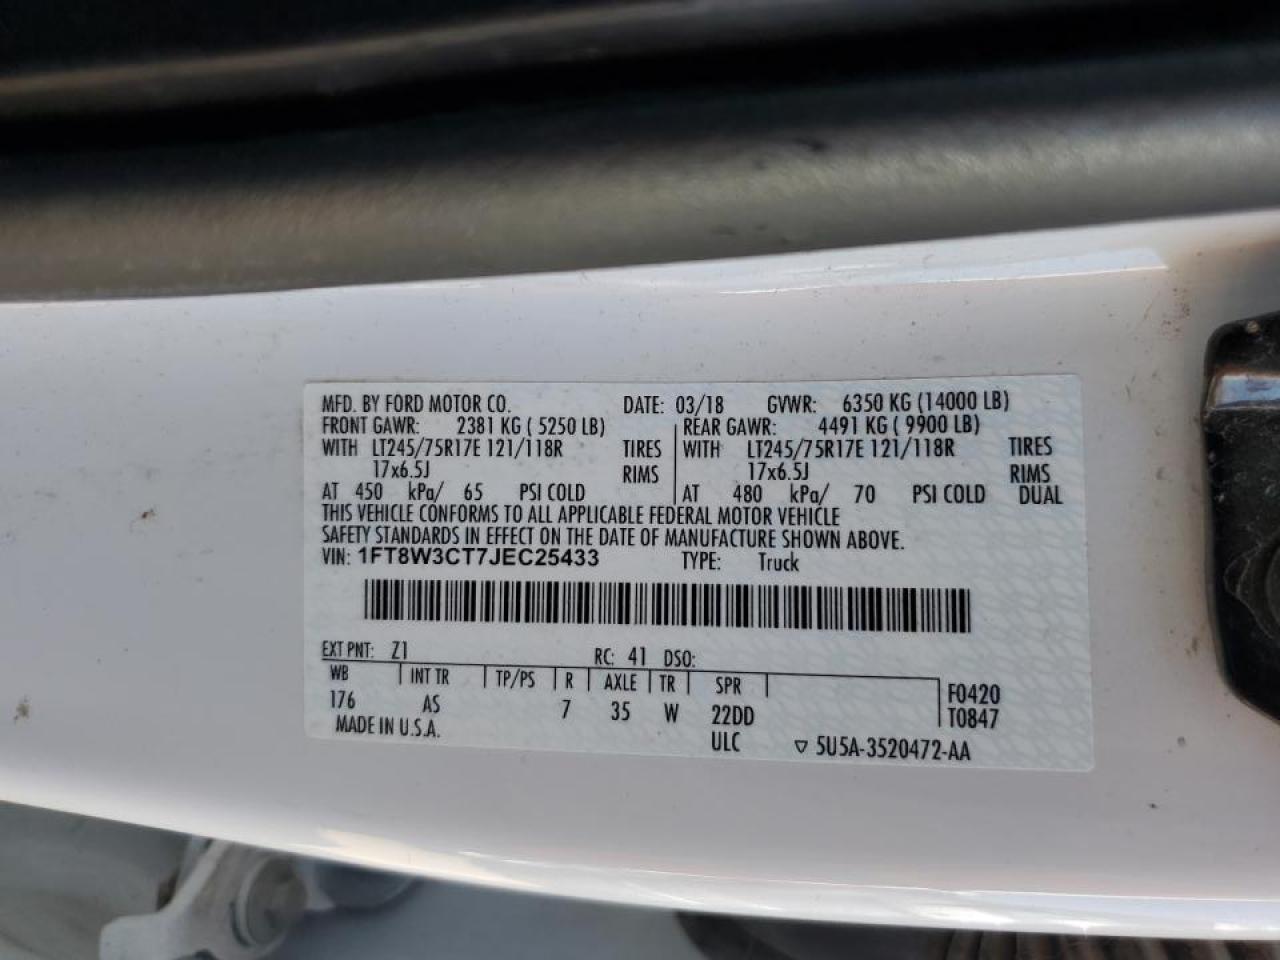 MFD. BY FORD MOTOR CO. DATE: 03/18 GVWR: 6350 KG (14000 LB)
FRONT GAWR: 2381 KG ( 5250 LB) REAR GAWR: 4491 KG ( 9900 LB)
WITH LT245/75R17E 121/118R TIRES WITH LT245/75R17E 121/118R TIRES
17x6.5J RIMS 17x6.5J RIMS
AT 450 kPa/ 65 PSI COLD AT 480 kPa/ 70 PSI COLD DUAL
THIS VEHICLE CONFORMS TO ALL APPLICABLE FEDERAL MOTOR VEHICLE
SAFETY STANDARDS IN EFFECT ON THE DATE OF MANUFACTURE SHOWN ABOVE.
VIN: 1FT8W3CT7JEC25433 TYPE: Truck
EXT PNT: Z1 RC: 41 DSO:
WB INT TR TP/PS R AXLE TR SPR F0420
176 AS 7 35 W 22DD T0847
MADE IN U.S.A. ULC ▽ 5U5A-3520472-AA